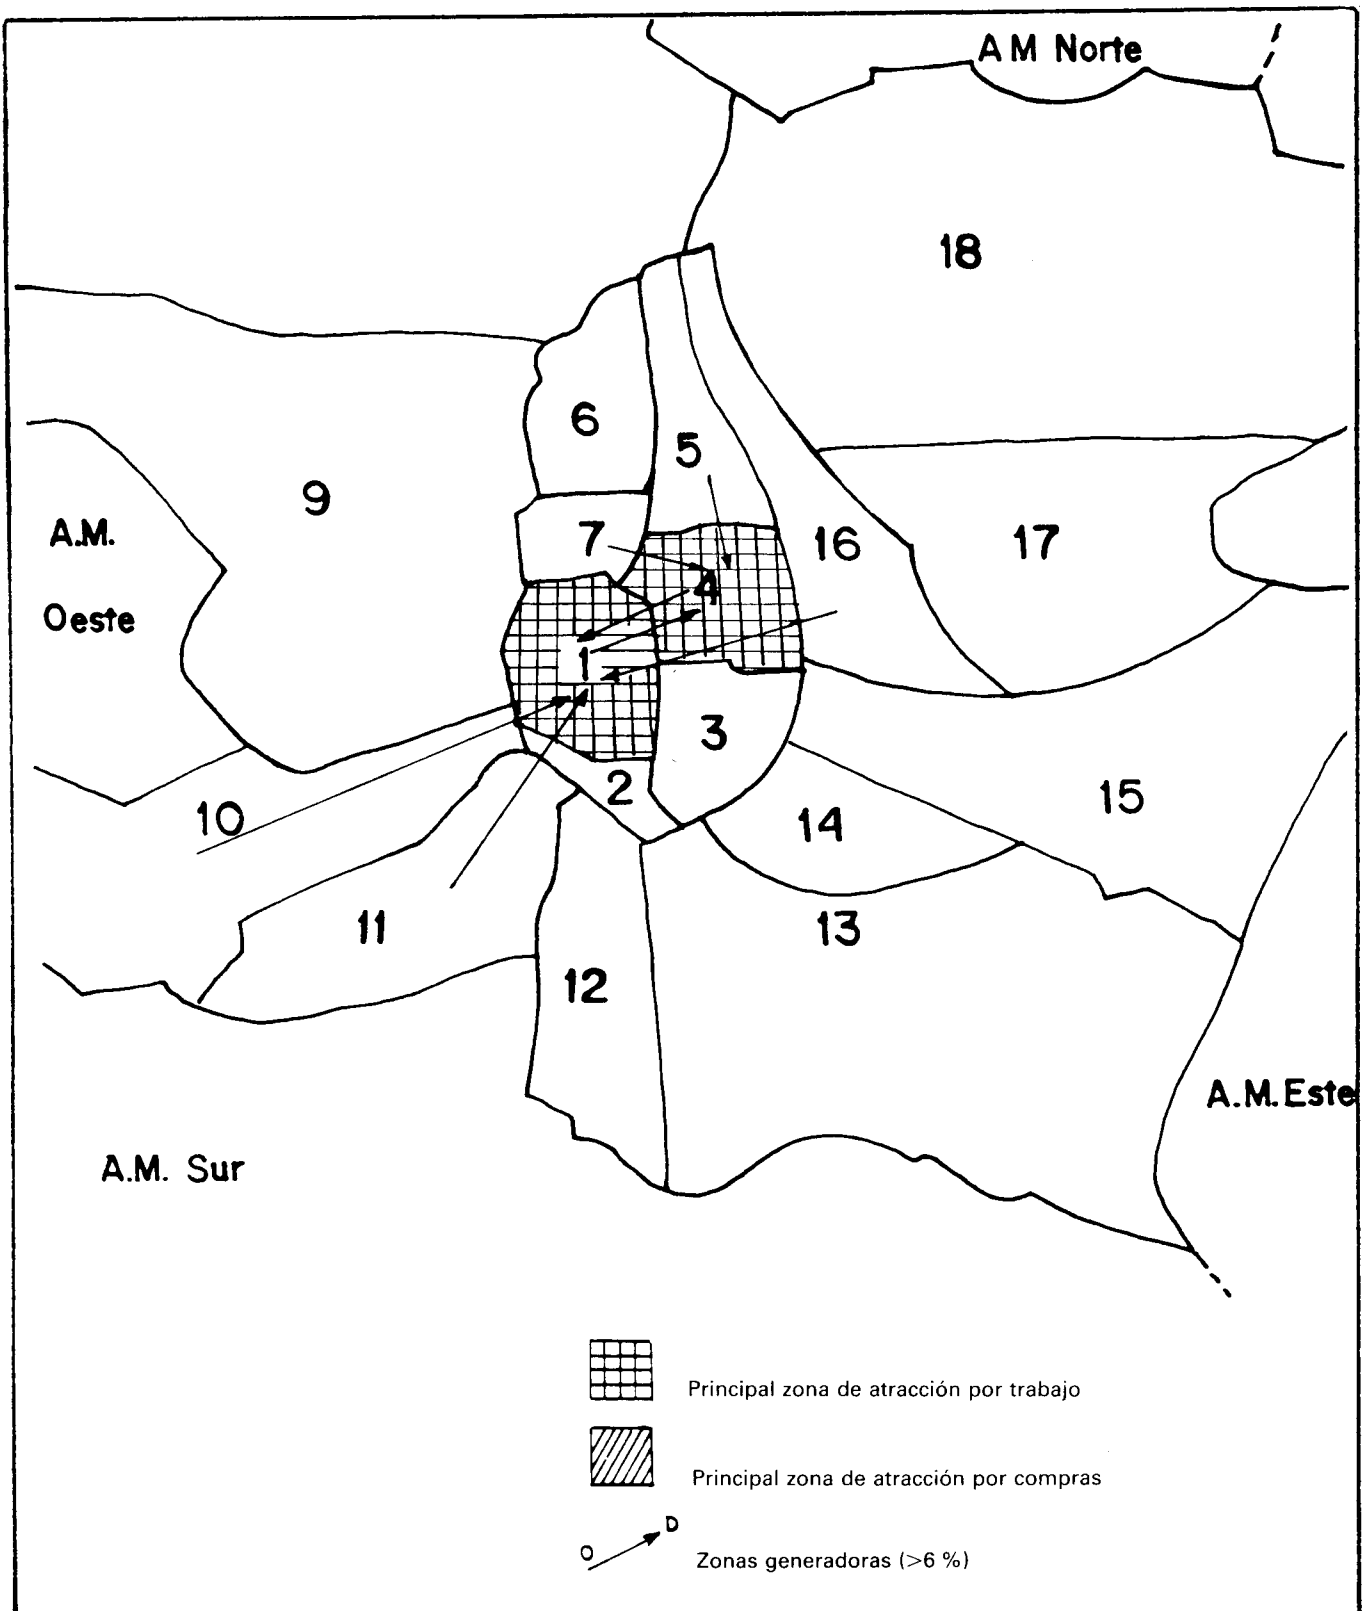 AM Norte
18
6
5
9
A.M.
7
16
17
4
Oeste
1
3
2
10
14
15
11
13
12
A.M. Este
A.M. Sur
Principal zona de atracción por trabajo
Principal zona de atracción por compras
O D
Zonas generadoras (>6 %)